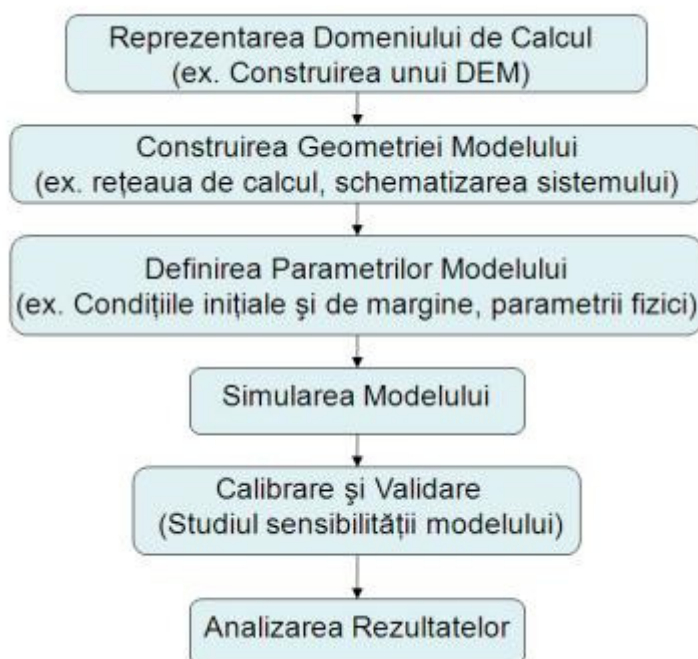 Reprezentarea Domeniului de Calcul
(ex. Construirea unui DEM)
Construirea Geometriei Modelului
(ex. rețeaua de calcul, schematizarea sistemului)
Definirea Parametrilor Modelului
(ex. Condițiile inițiale şi de margine, parametrii fizici)
Simularea Modelului
Calibrare şi Validare
(Studiul sensibilității modelului)
Analizarea Rezultatelor